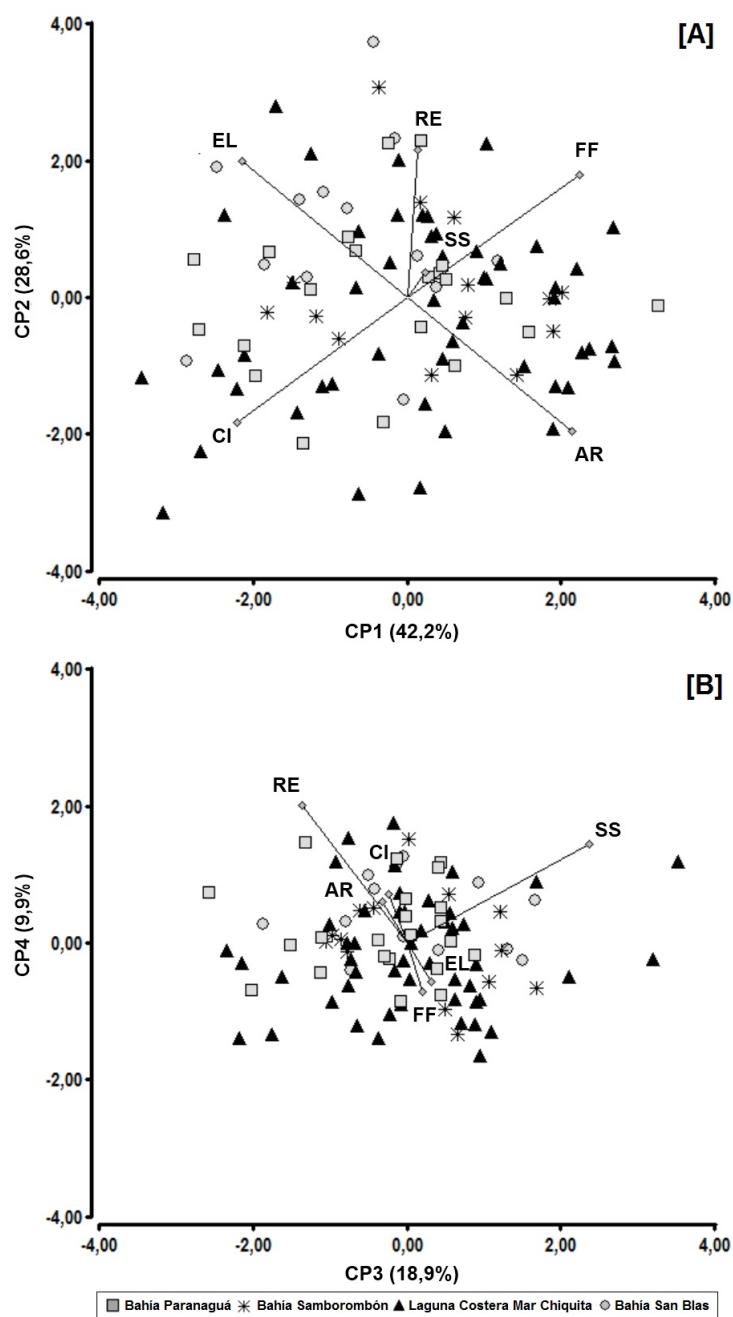 4,00
[A]
RE
EL
FF
2,00
SS
CP2 (28,6%)
0,00
-2,00
CI
AR
-4,00
-4,00 -2,00 0,00 2,00 4,00
CP1 (42,2%)
4,00
[B]
RE
2,00
SS
CI
AR
CP4 (9,9%)
0,00
EL
FF
-2,00
-4,00
-4,00 -2,00 0,00 2,00 4,00
CP3 (18,9%)
Bahía Paranaguá Bahía Samborombón Laguna Costera Mar Chiquita Bahía San Blas